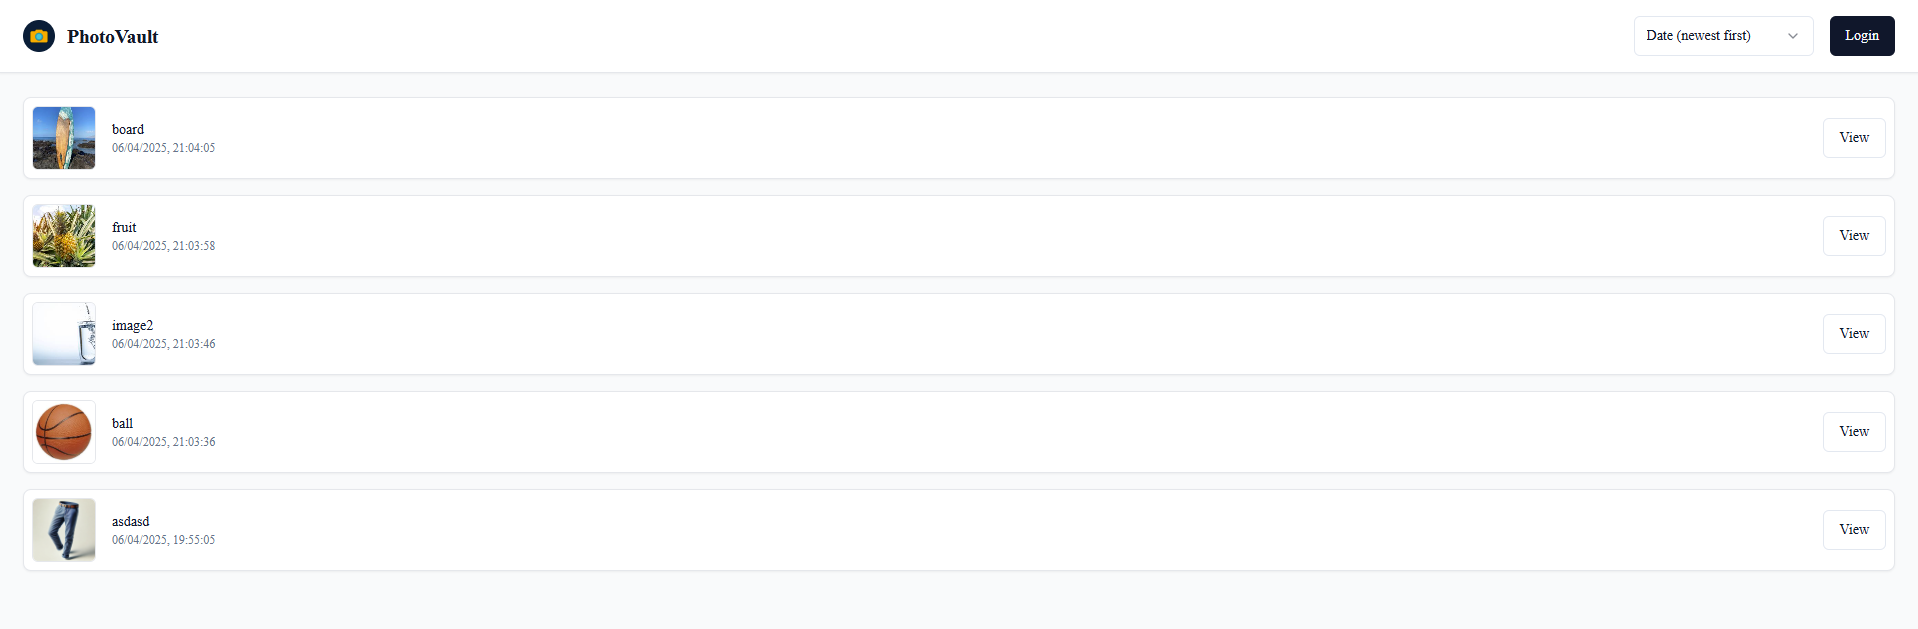 PhotoVault
Date (newest first)
Login
board
06/04/2025, 21:04:05
View
fruit
06/04/2025, 21:03:58
View
image2
06/04/2025, 21:03:46
View
ball
06/04/2025, 21:03:36
View
asdasd
06/04/2025, 19:55:05
View